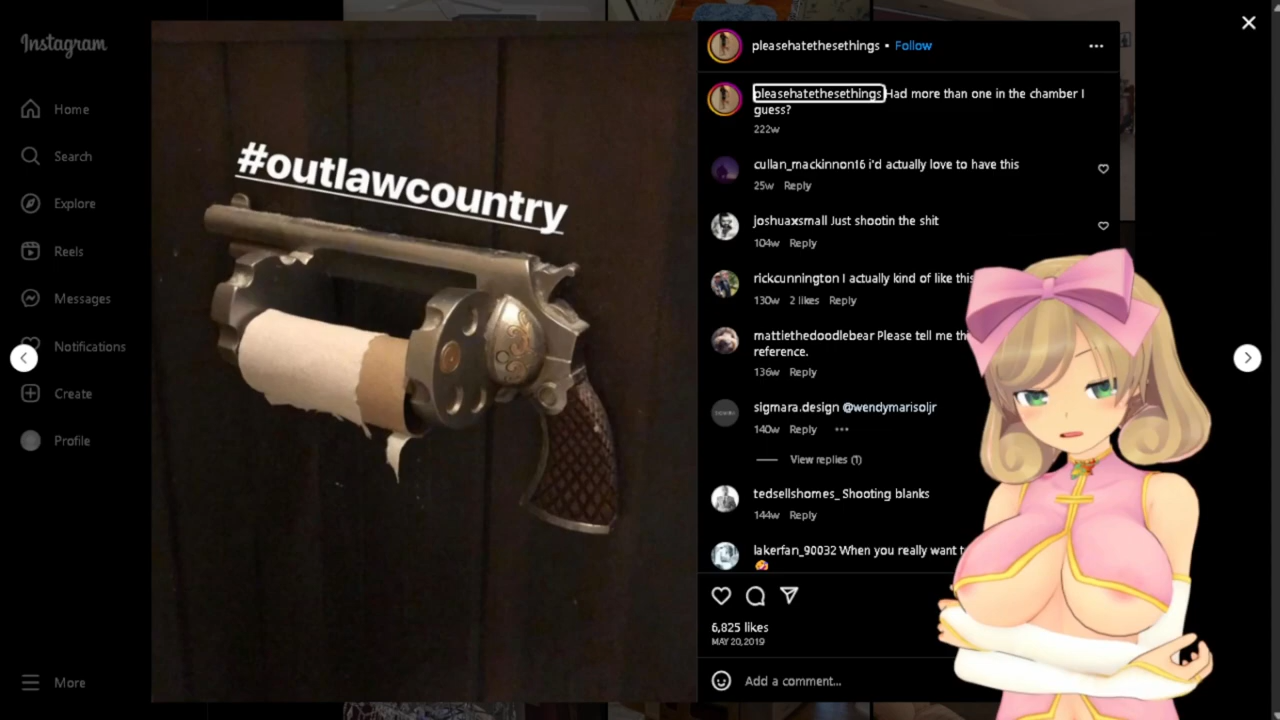 Instagram
Home
Search
Explore
Reels
Messages
Notifications
Create
Profile
More
#outlawcountry
pleasehatethesethings • Follow
pleasehatethesethings Had more than one in the chamber I
guess?
222w
cullan_mackinnon16 i'd actually love to have this
25w Reply
joshuaxsmall Just shootin the shit
104w Reply
rickcunnington I actually kind of like this
130w 2 likes Reply
mattiethedoodlebear Please tell me
reference.
136w Reply
sigmara.design @wendymarisoljr
140w Reply
View replies (1)
tedsellshomes_ Shooting blanks
144w Reply
lakerfan_90032 When you really want
6,825 likes
MAY 20, 2019
Add a comment...